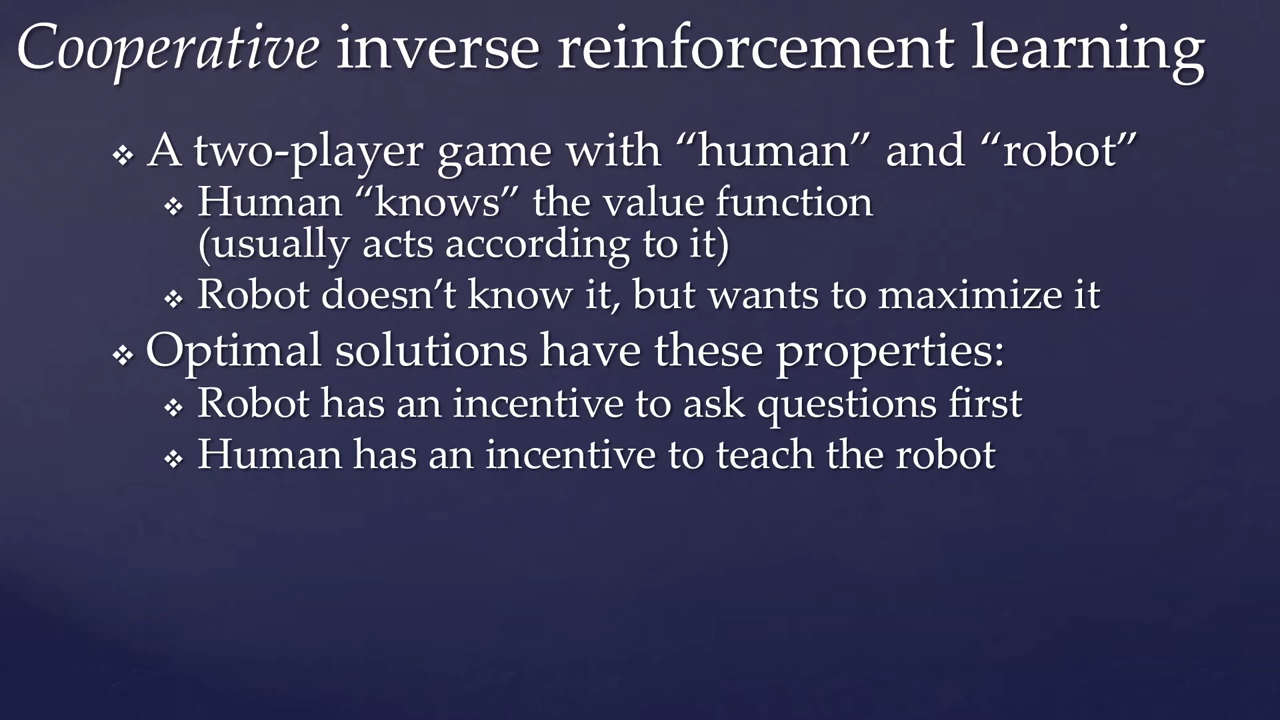 Cooperative inverse reinforcement learning
❖ A two-player game with “human” and “robot”
❖ Human “knows” the value function
(usually acts according to it)
❖ Robot doesn’t know it, but wants to maximize it
❖ Optimal solutions have these properties:
❖ Robot has an incentive to ask questions first
❖ Human has an incentive to teach the robot